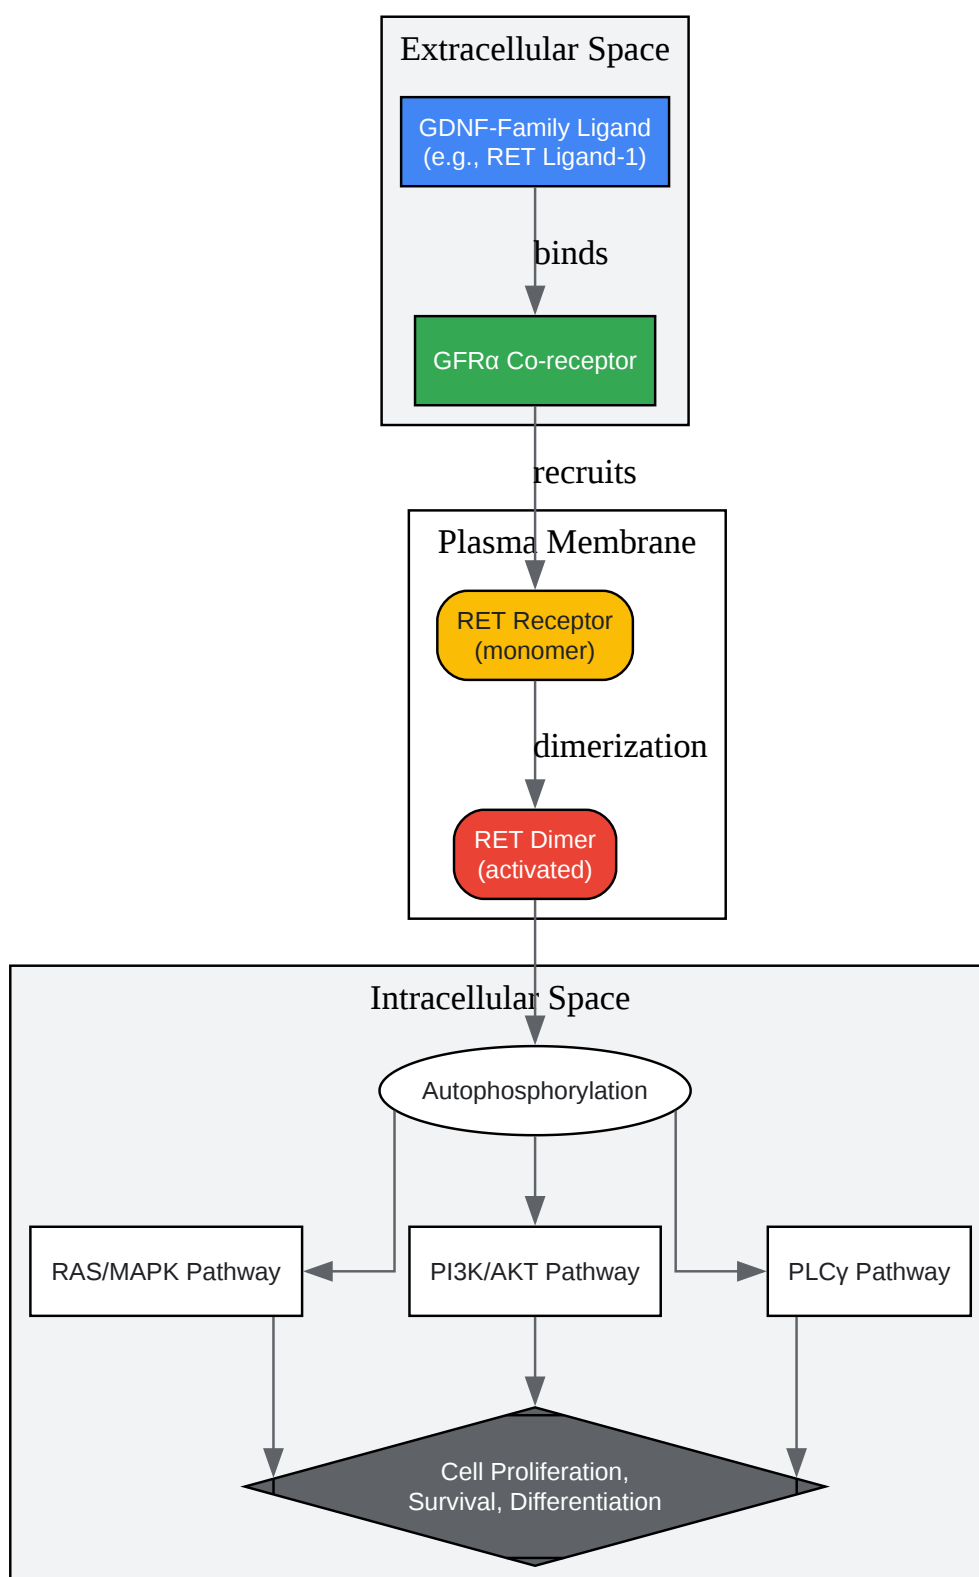 Extracellular Space
GDNF-Family Ligand
(e.g., RET Ligand-1)
binds
GFRα Co-receptor
recruits
Plasma Membrane
RET Receptor
(monomer)
dimerization
RET Dimer
(activated)
Intracellular Space
Autophosphorylation
RAS/MAPK Pathway
PI3K/AKT Pathway
PLCγ Pathway
Cell Proliferation,
Survival, Differentiation